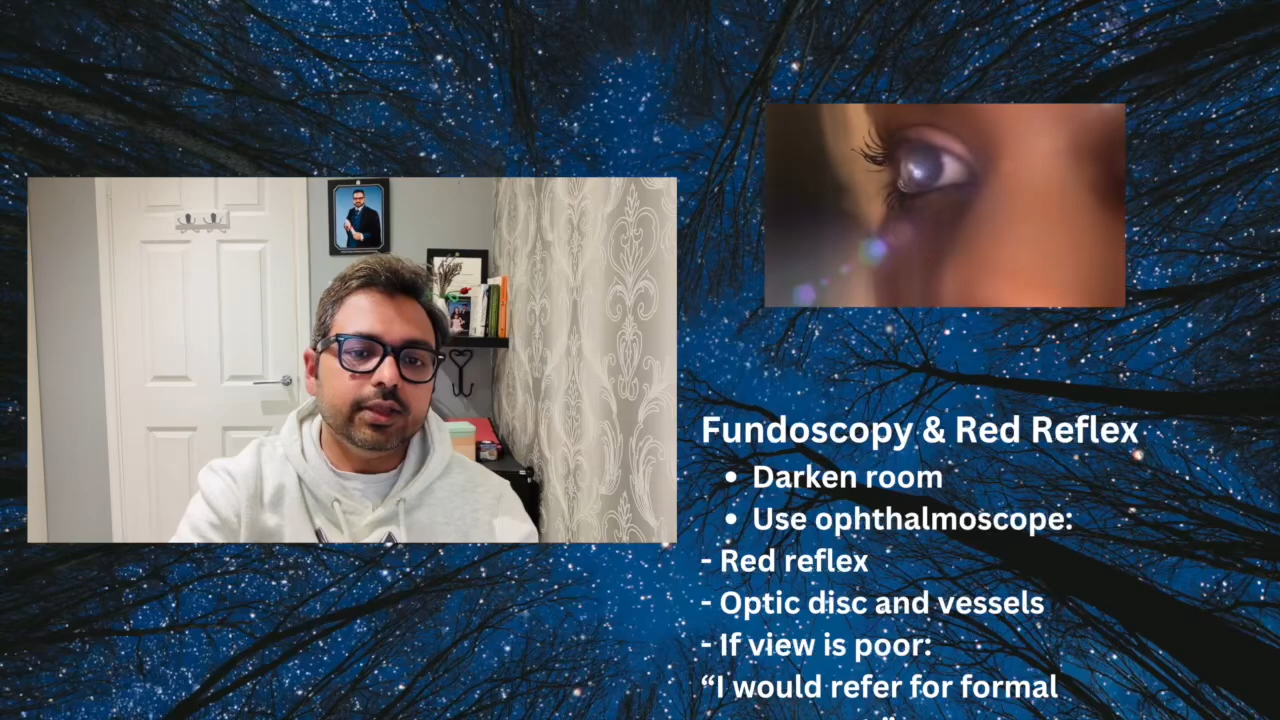 Fundoscopy & Red Reflex
• Darken room
• Use ophthalmoscope:
- Red reflex
- Optic disc and vessels
- If view is poor:
“I would refer for formal